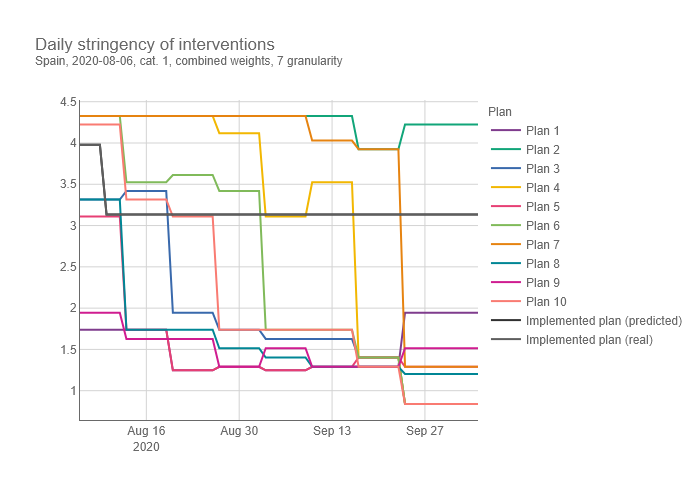 Daily stringency of interventions
Spain, 2020-08-06, cat. 1, combined weights, 7 granularity
4.5
4
3.5
3
2.5
2
1.5
1
Aug 16
2020
Aug 30
Sep 13
Sep 27
Plan
Plan 1
Plan 2
Plan 3
Plan 4
Plan 5
Plan 6
Plan 7
Plan 8
Plan 9
Plan 10
Implemented plan (predicted)
Implemented plan (real)